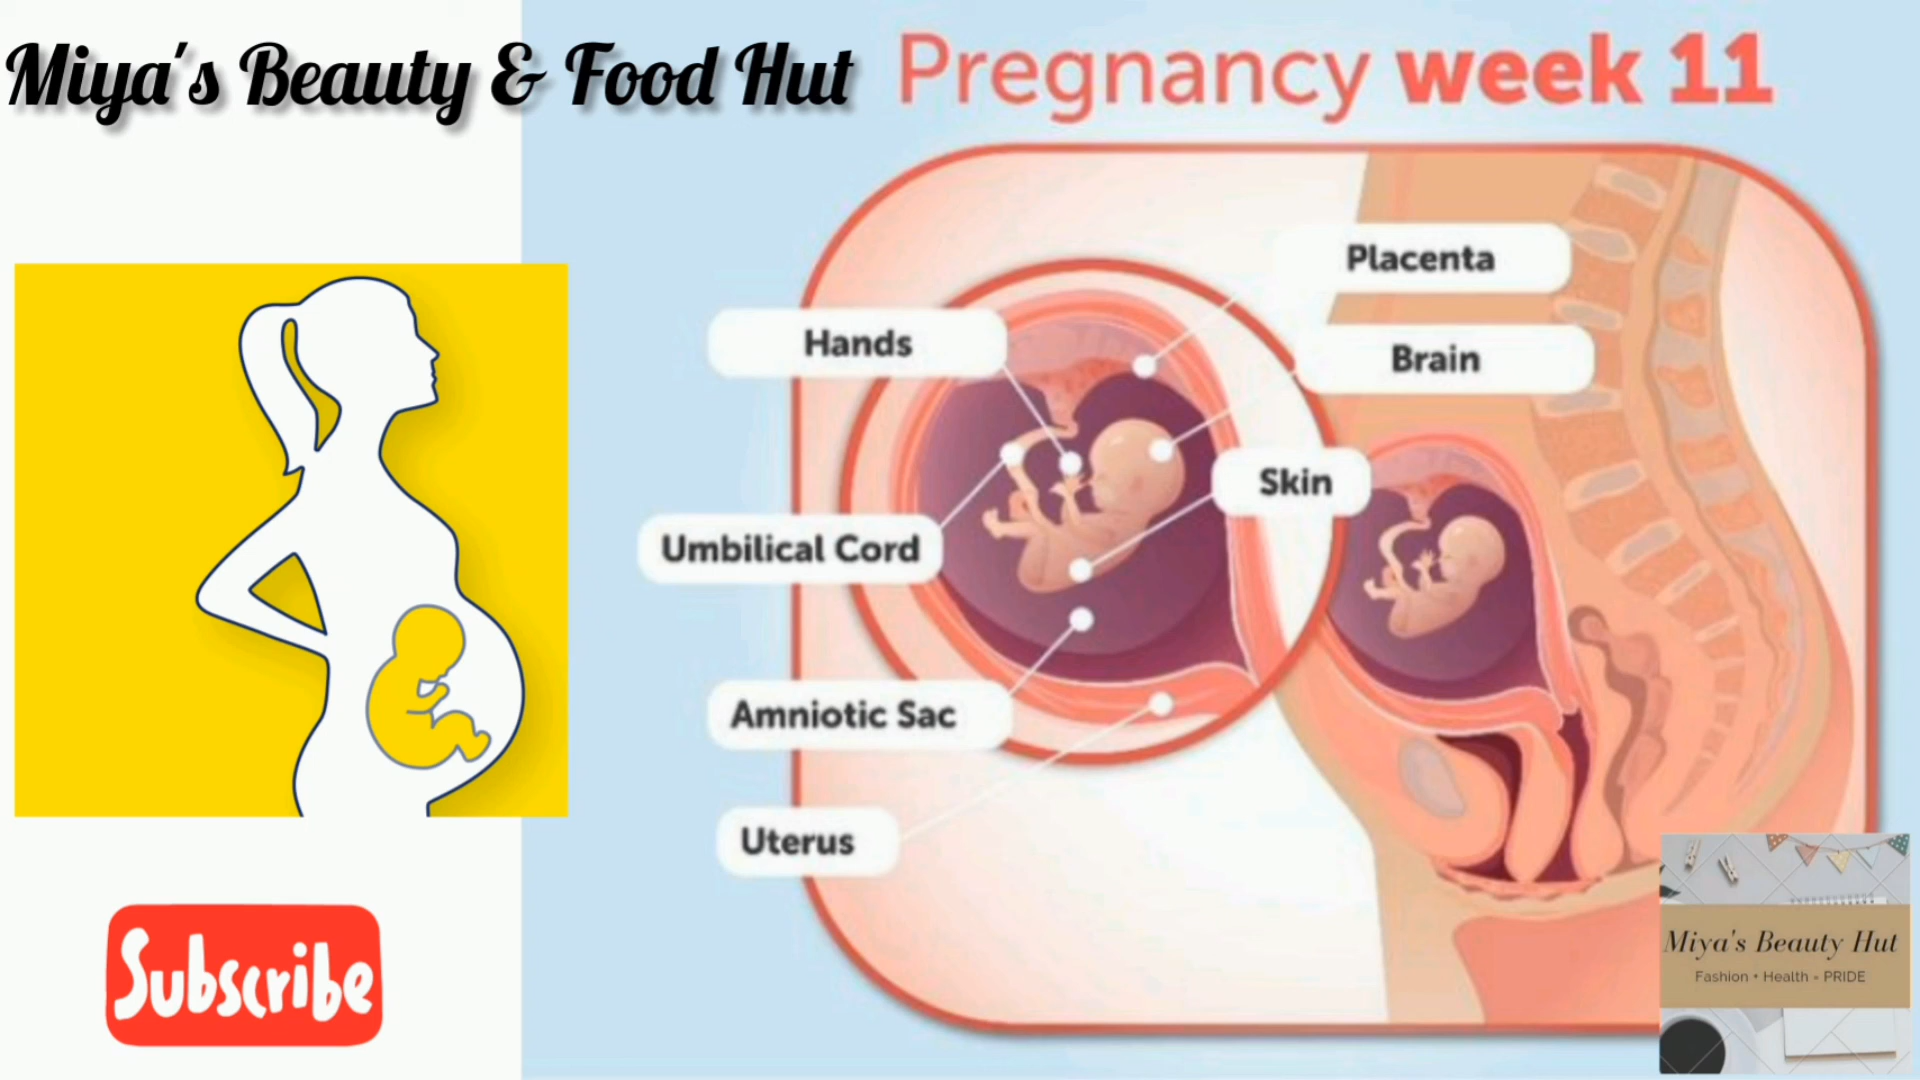 Miya's Beauty & Food Hut
Pregnancy week 11
Placenta
Hands
Brain
Skin
Umbilical Cord
Amniotic Sac
Uterus
Subscribe
Miya's Beauty Hut
Fashion + Health = PRIDE